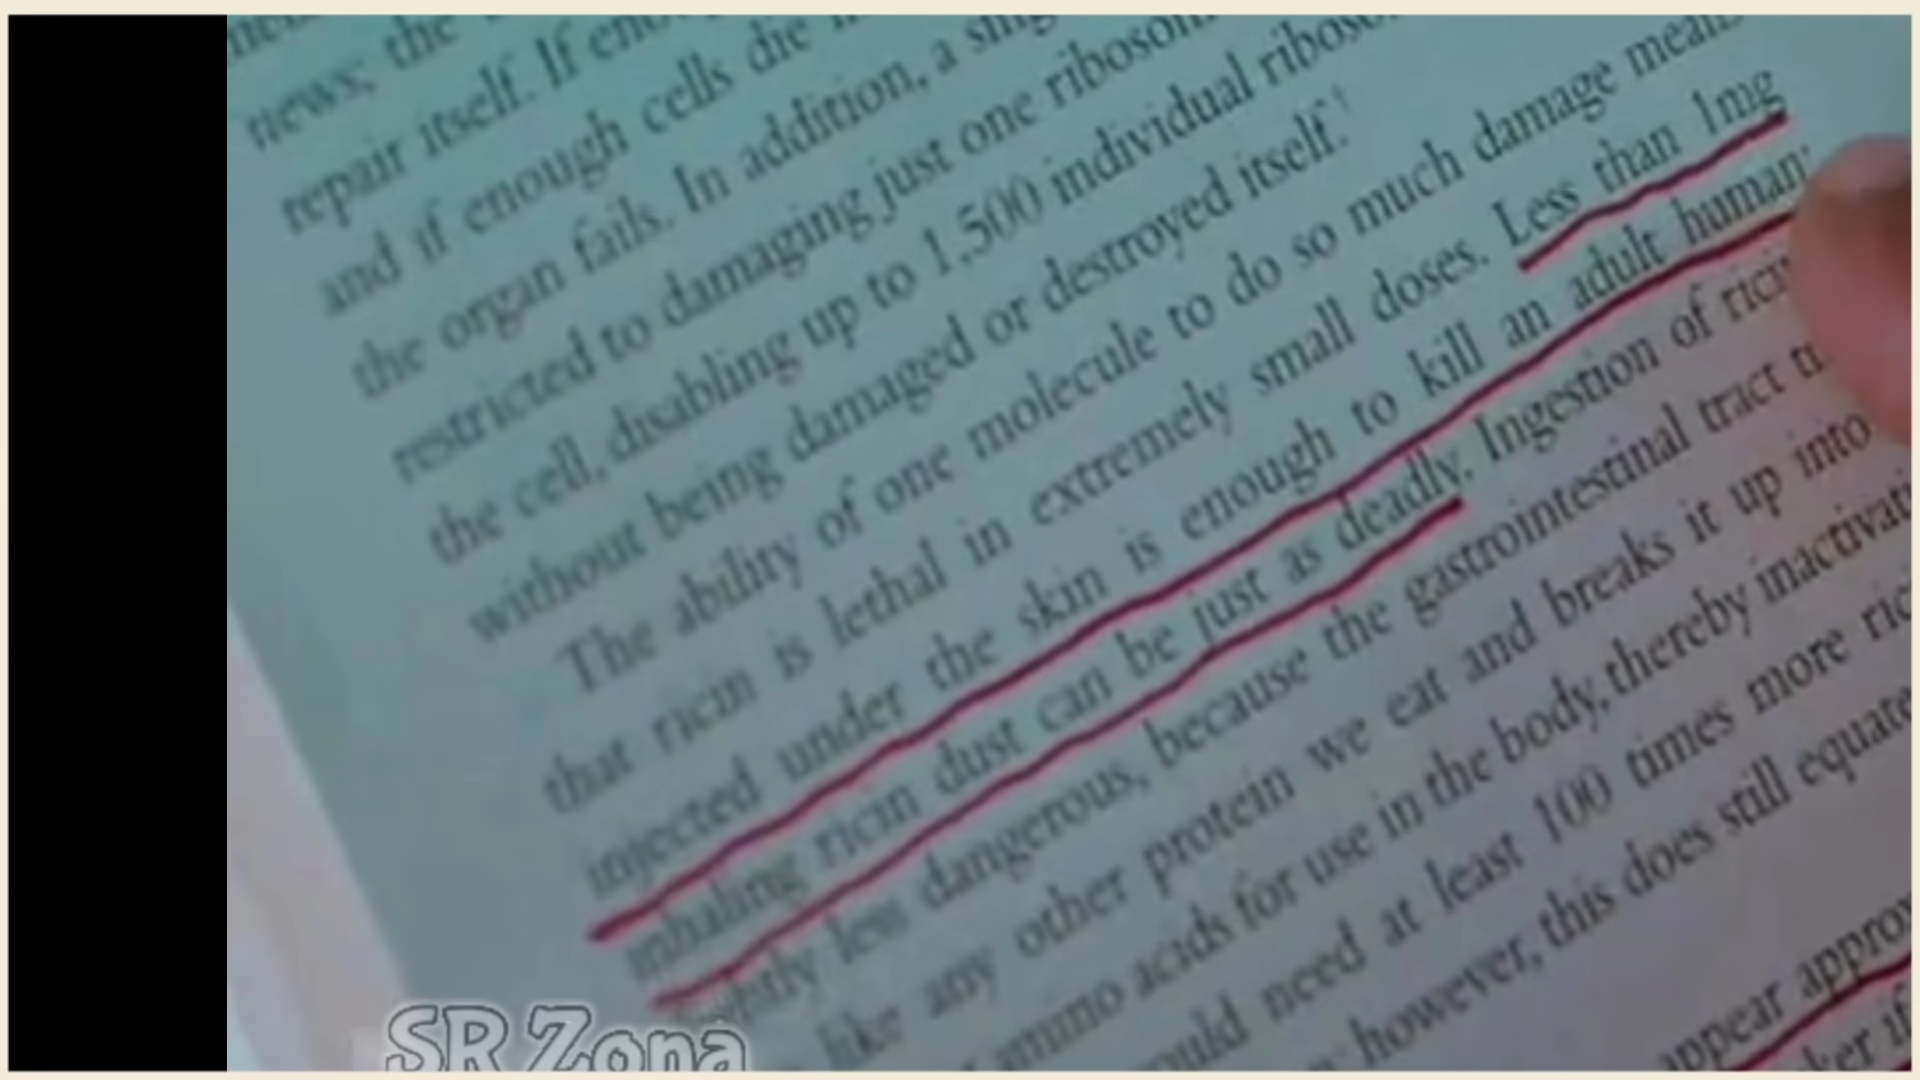 news; the
repair itself. If
and if enough cells die
the organ fails. In addition, a
restricted to damaging just one
the cell, disabling up to 1,500 individual
without being damaged or destroyed itself.
The ability of one molecule to do so much damage means
that ricin is lethal in extremely small doses. Less than 1mg
injected under the skin is enough to kill an adult human;
inhaling ricin dust can be just as deadly. Ingestion of
less dangerous, because the gastrointestinal tract
like any other protein we eat and breaks it up into
amino acids for use in the body, thereby
need at least 100 times more
however, this does still
appear
if
SR Zona